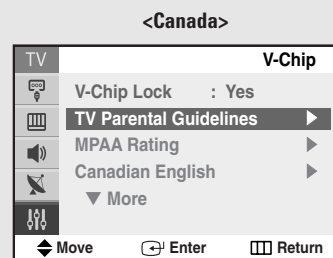 <Canada>
TV V-Chip
V-Chip Lock : Yes
TV Parental Guidelines ►
MPAA Rating ►
Canadian English ►
▼ More
Move Enter Return